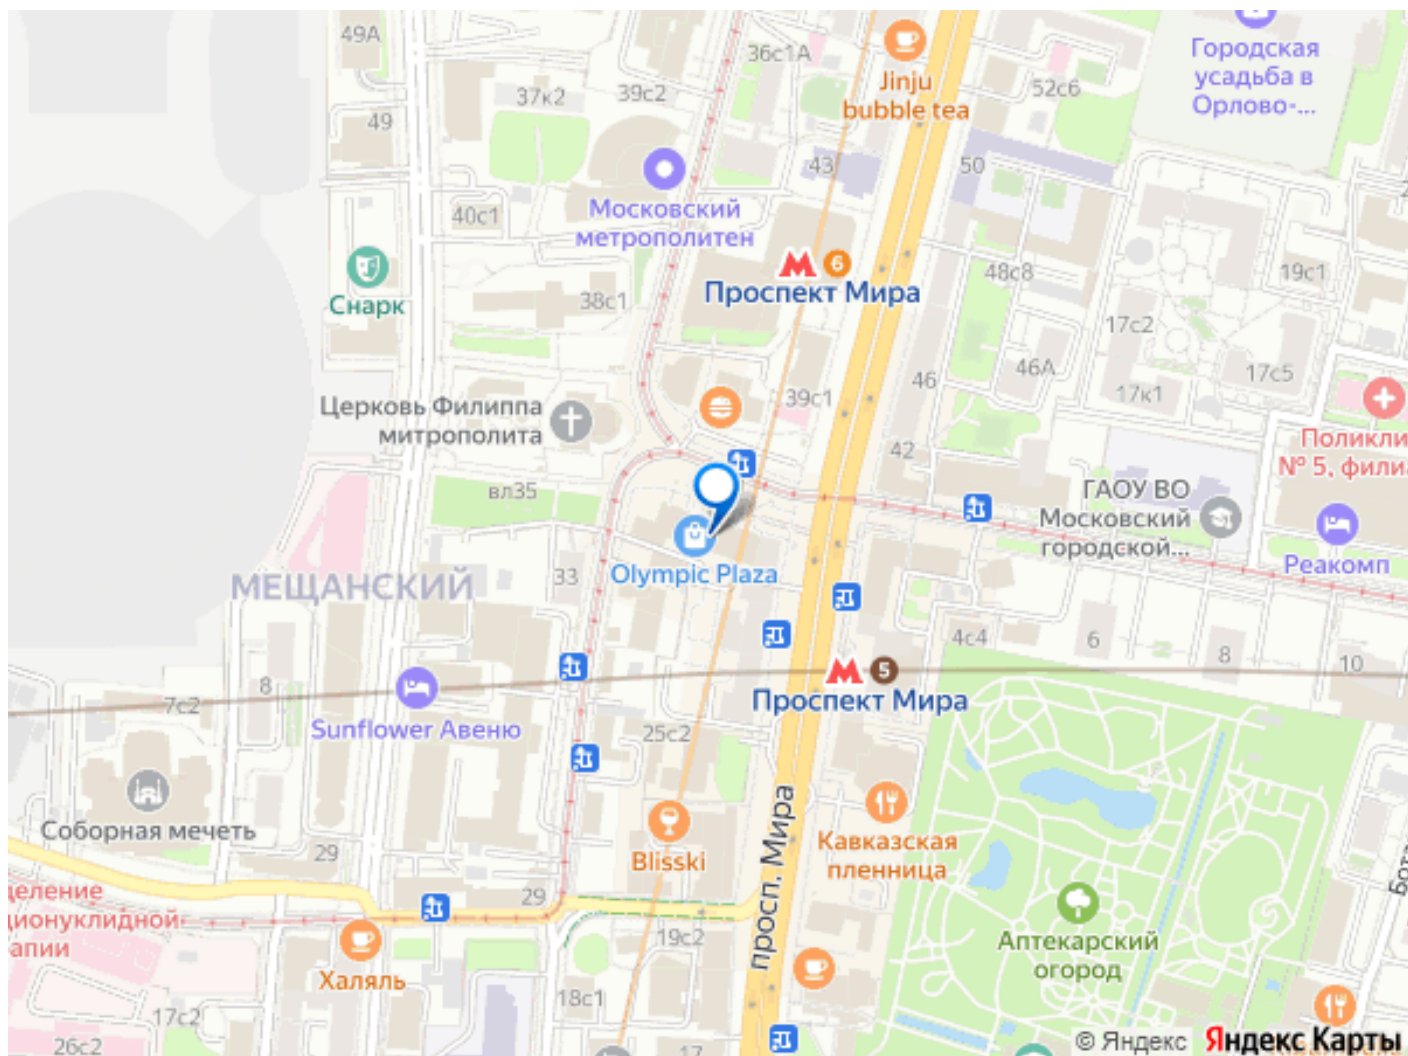 49А
36с1А
Jinju
bubble tea
Городская
усадьба в
Орлово-...
52с6
37к2
39с2
49
43
50
40с1
Московский
метрополитен
6
Проспект Мира
Снарк
38с1
48с8
19с1
17с2
46А
17с5
46
17к1
39с1
Церковь Филиппа
митрополита
42
Поликли
№ 5, филиа
вл35
ГАОУ ВО
Московский
городской...
Реакомп
Olympic Plaza
33
МЕЩАНСКИЙ
4с4
6
8
10
5
Проспект Мира
8
7с2
Sunflower Авеню
25с2
просп. Мира
Соборная мечеть
29
Blisski
Кавказская
пленница
деление
дионуклидной
апии
29
Бота
19с2
Аптекарский
огород
Халяль
18с1
17с2
26с2
17
© Яндекс
Яндекс Карты